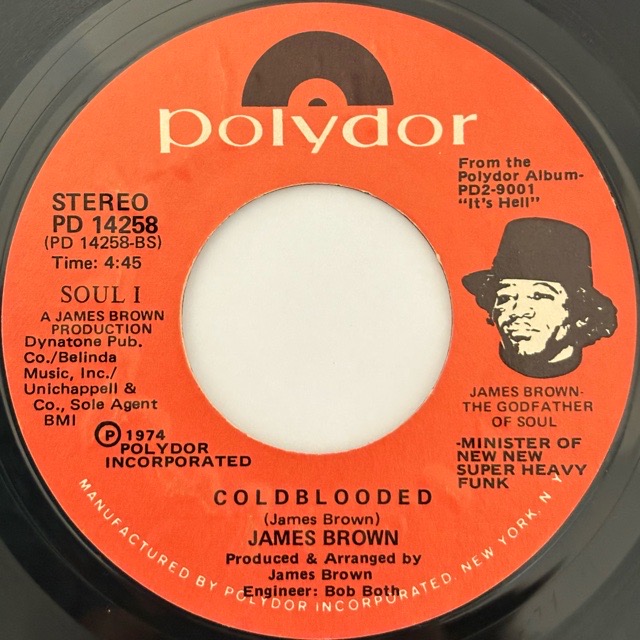 polydor
STEREO
PD 14258
(PD 14258-BS)
Time: 4:45
SOUL I
A JAMES BROWN
PRODUCTION
Dynatone Pub.
Co./Belinda
Music, Inc./
Unichappell &
Co., Sole Agent
BMI
Ⓟ 1974
POLYDOR
INCORPORATED
From the
Polydor Album-
PD2-9001
"It's Hell"
JAMES BROWN-
THE GODFATHER
OF SOUL
-MINISTER OF
NEW NEW
SUPER HEAVY
FUNK
COLDBLOODED
(James Brown)
JAMES BROWN
Produced & Arranged by
James Brown
Engineer: Bob Both
MANUFACTURED BY POLYDOR INCORPORATED, NEW YORK, N.Y.